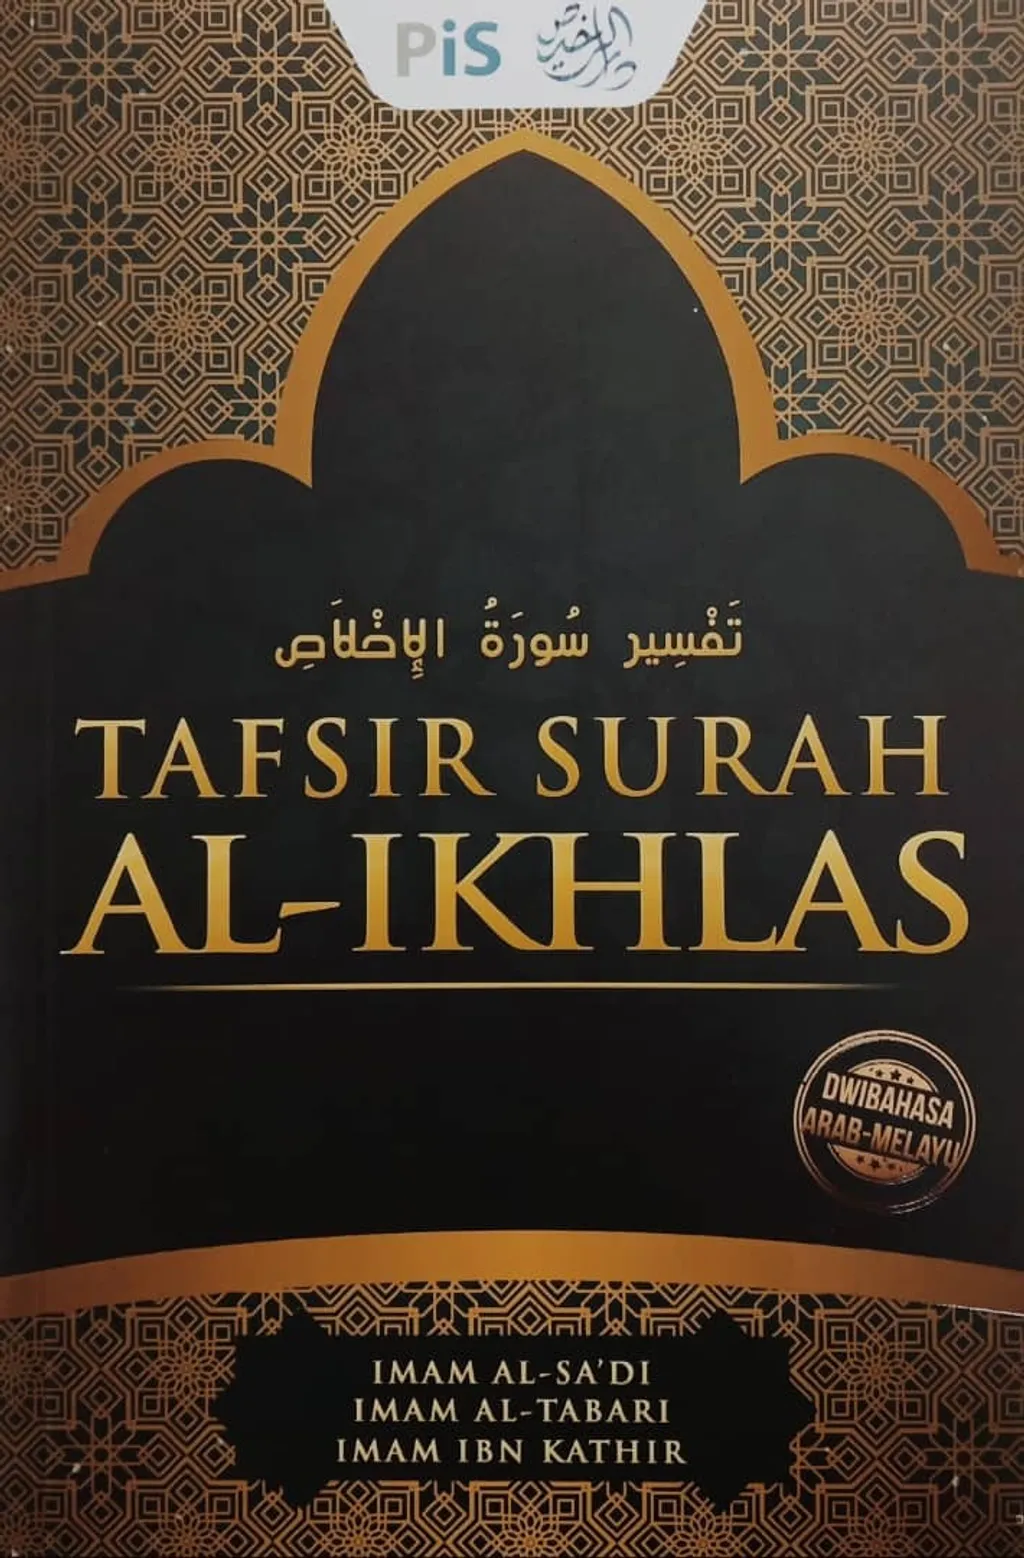 PiS
تَفْسِير سُورَةُ الإِخْلَاصِ
TAFSIR SURAH
AL-IKHLAS
DWIBAHASA
ARAB-MELAYU
IMAM AL-SA'DI
IMAM AL-TABARI
IMAM IBN KATHIR